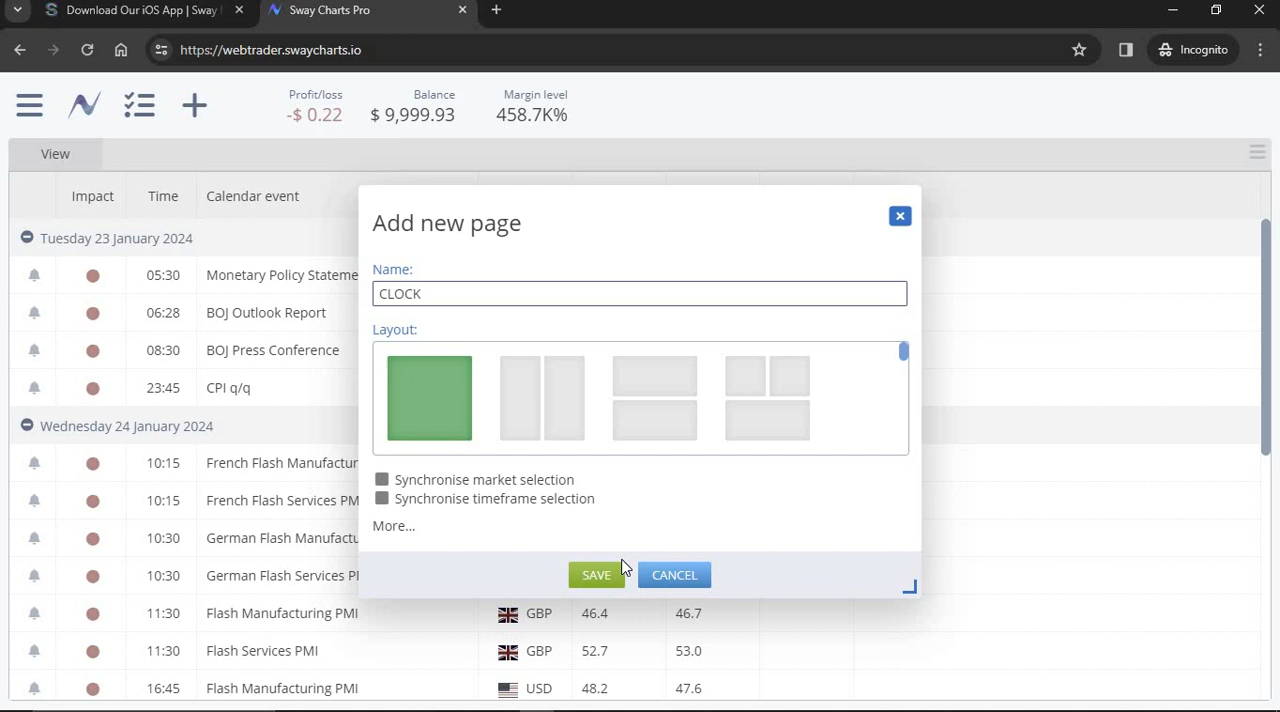 Download Our iOS App | Sway
Sway Charts Pro
https://webtrader.swaycharts.io
Incognito
Profit/loss Balance Margin level
-$ 0.22 $ 9,999.93 458.7K%
View
Impact Time Calendar event
Tuesday 23 January 2024
05:30 Monetary Policy Stateme
06:28 BOJ Outlook Report
08:30 BOJ Press Conference
23:45 CPI q/q
Wednesday 24 January 2024
10:15 French Flash Manufactur
10:15 French Flash Services PM
10:30 German Flash Manufactu
10:30 German Flash Services P
11:30 Flash Manufacturing PMI GBP 46.4 46.7
11:30 Flash Services PMI GBP 52.7 53.0
16:45 Flash Manufacturing PMI USD 48.2 47.6
Add new page
Name:
CLOCK
Layout:
Synchronise market selection
Synchronise timeframe selection
More...
SAVE CANCEL